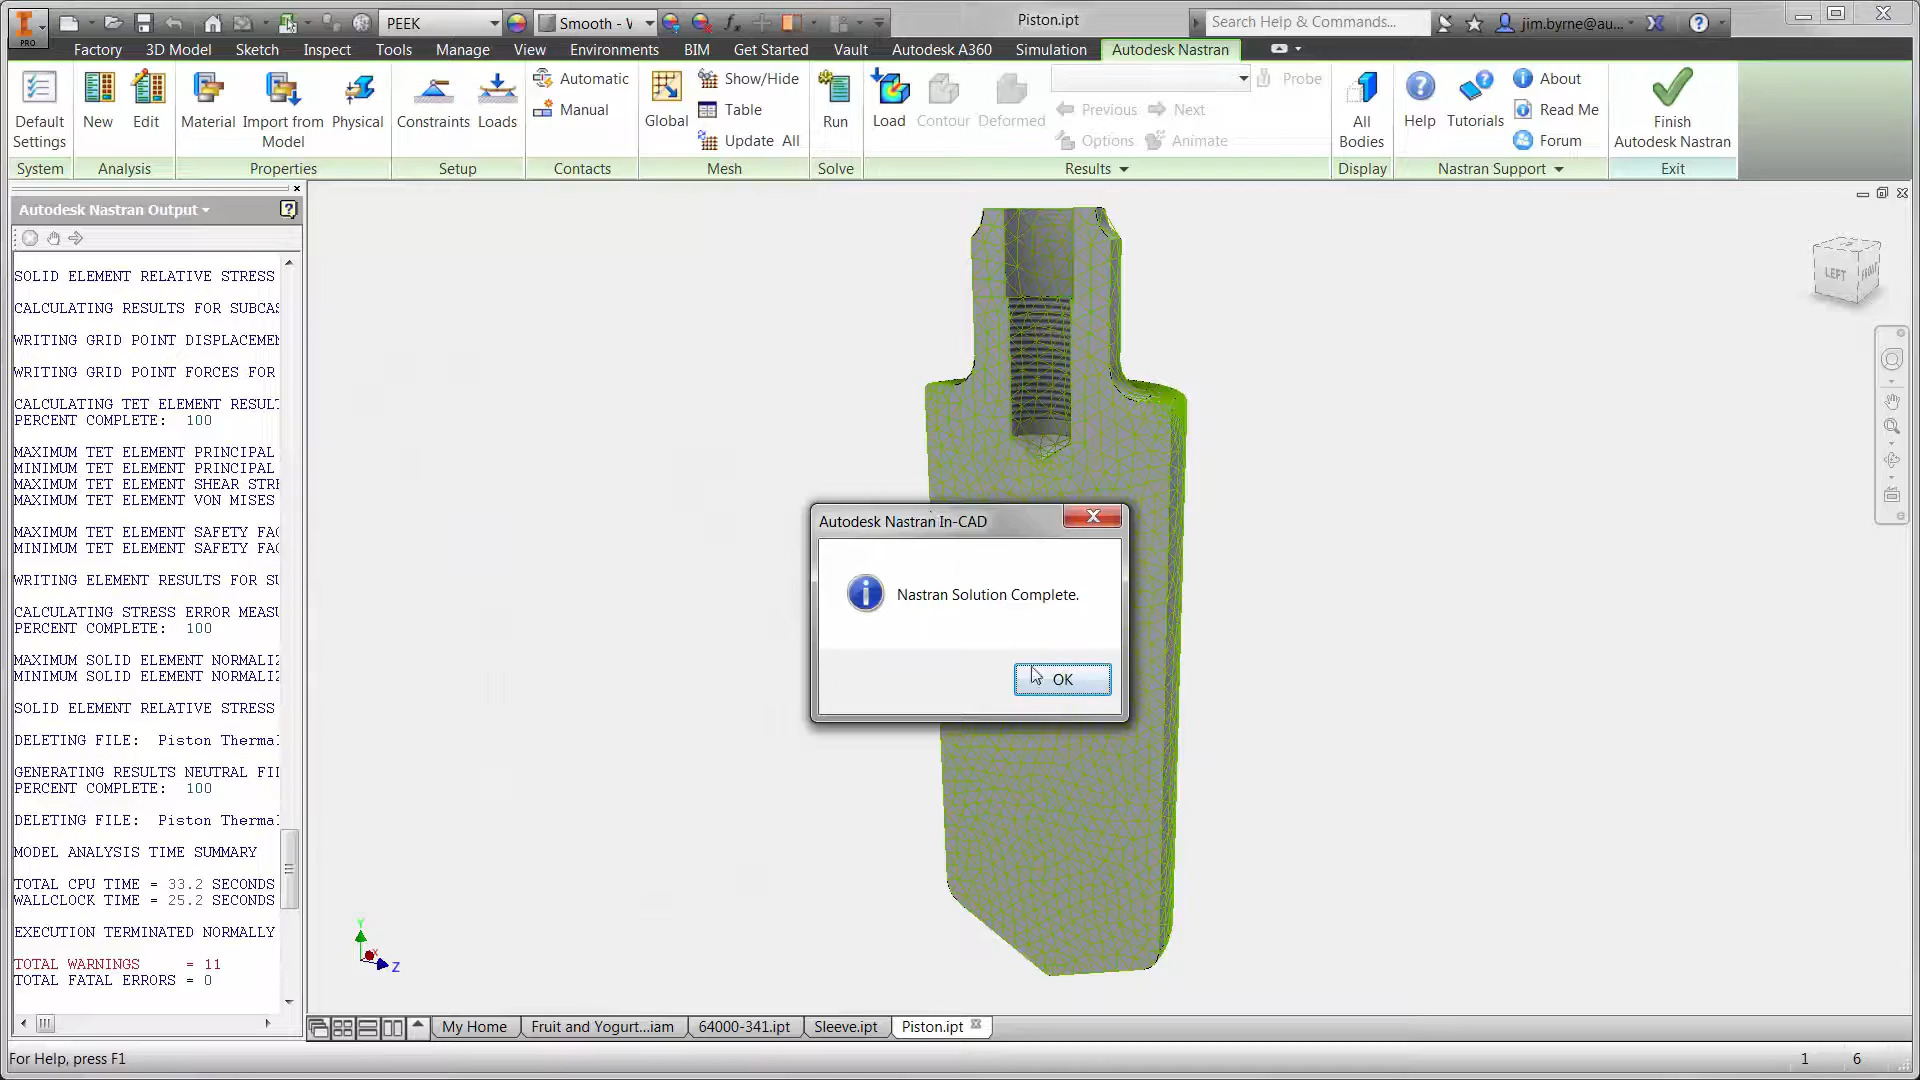 PRO
PEEK
Smooth - V
Piston.ipt
Search Help & Commands...
jim.byrne@au...
Factory
3D Model
Sketch
Inspect
Tools
Manage
View
Environments
BIM
Get Started
Vault
Autodesk A360
Simulation
Autodesk Nastran
Default
Settings
New
Edit
Material
Import from
Model
Physical
Constraints
Loads
Automatic
Manual
Global
Show/Hide
Table
Update All
Run
Load
Contour
Deformed
Probe
Previous
Next
Options
Animate
All
Bodies
Help
Tutorials
About
Read Me
Forum
Finish
Autodesk Nastran
System
Analysis
Properties
Setup
Contacts
Mesh
Solve
Results
Display
Nastran Support
Exit
Autodesk Nastran Output
SOLID ELEMENT RELATIVE STRESS
CALCULATING RESULTS FOR SUBCAS
WRITING GRID POINT DISPLACEMEN
WRITING GRID POINT FORCES FOR
CALCULATING TET ELEMENT RESULT
PERCENT COMPLETE: 100
MAXIMUM TET ELEMENT PRINCIPAL
MINIMUM TET ELEMENT PRINCIPAL
MAXIMUM TET ELEMENT SHEAR STRE
MAXIMUM TET ELEMENT VON MISES
MAXIMUM TET ELEMENT SAFETY FAC
MINIMUM TET ELEMENT SAFETY FAC
WRITING ELEMENT RESULTS FOR SU
CALCULATING STRESS ERROR MEASU
PERCENT COMPLETE: 100
MAXIMUM SOLID ELEMENT NORMALIZ
MINIMUM SOLID ELEMENT NORMALIZ
SOLID ELEMENT RELATIVE STRESS
DELETING FILE: Piston Thermal
GENERATING RESULTS NEUTRAL FIL
PERCENT COMPLETE: 100
DELETING FILE: Piston Thermal
MODEL ANALYSIS TIME SUMMARY
TOTAL CPU TIME = 33.2 SECONDS
WALLCLOCK TIME = 25.2 SECONDS
EXECUTION TERMINATED NORMALLY
TOTAL WARNINGS = 11
TOTAL FATAL ERRORS = 0
LEFT
FRONT
Autodesk Nastran In-CAD
Nastran Solution Complete.
OK
Y
X
Z
My Home
Fruit and Yogurt...iam
64000-341.ipt
Sleeve.ipt
Piston.ipt
For Help, press F1
1
6